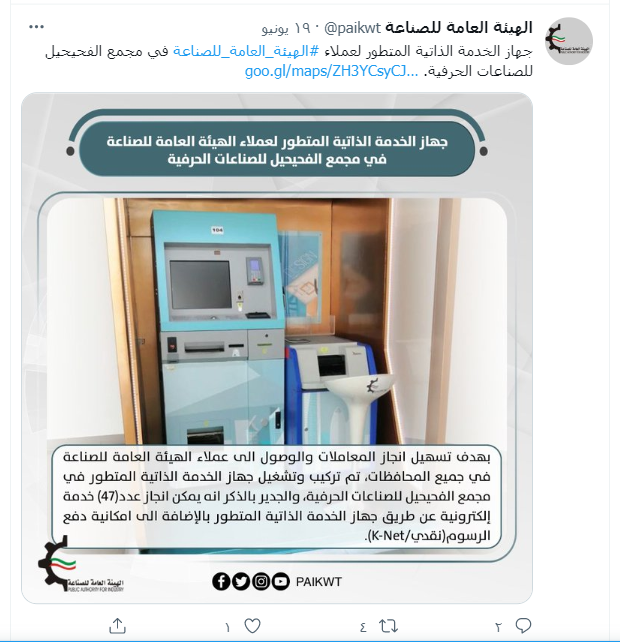 الهيئة العامة للصناعة @paikwt · ١٩ يونيو
جهاز الخدمة الذاتية المتطور لعملاء #الهيئة_العامة_للصناعة في مجمع الفحيحيل
للصناعات الحرفية. goo.gl/maps/ZH3YCsyCJ...
جهاز الخدمة الذاتية المتطور لعملاء الهيئة العامة للصناعة
في مجمع الفحيحيل للصناعات الحرفية
104
A
بهدف تسهيل انجاز المعاملات والوصول الى عملاء الهيئة العامة للصناعة
في جميع المحافظات، تم تركيب وتشغيل جهاز الخدمة الذاتية المتطور في
مجمع الفحيحيل للصناعات الحرفية، والجدير بالذكر انه يمكن انجاز عدد(47) خدمة
إلكترونية عن طريق جهاز الخدمة الذاتية المتطور بالإضافة الى امكانية دفع
الرسوم(نقدي/K-Net).
الهيئة العامة للصناعة
PUBLIC AUTHORITY FOR INDUSTRY
PAIKWT
٢ ٤ ١